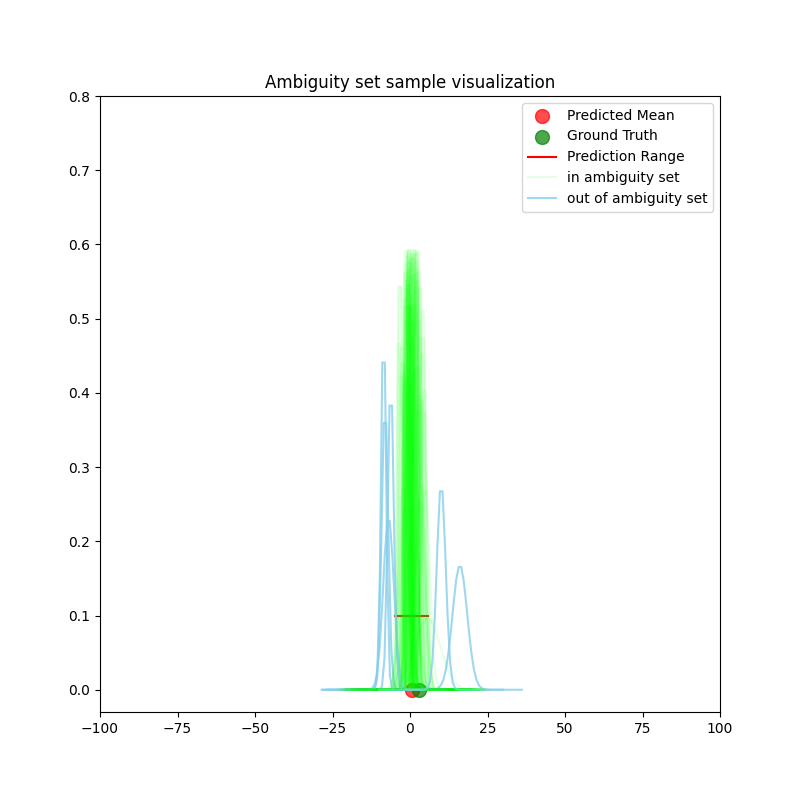 Ambiguity set sample visualization
0.8
Predicted Mean
Ground Truth
Prediction Range
in ambiguity set
out of ambiguity set
0.7
0.6
0.5
0.4
0.3
0.2
0.1
0.0
−100 −75 −50 −25 0 25 50 75 100